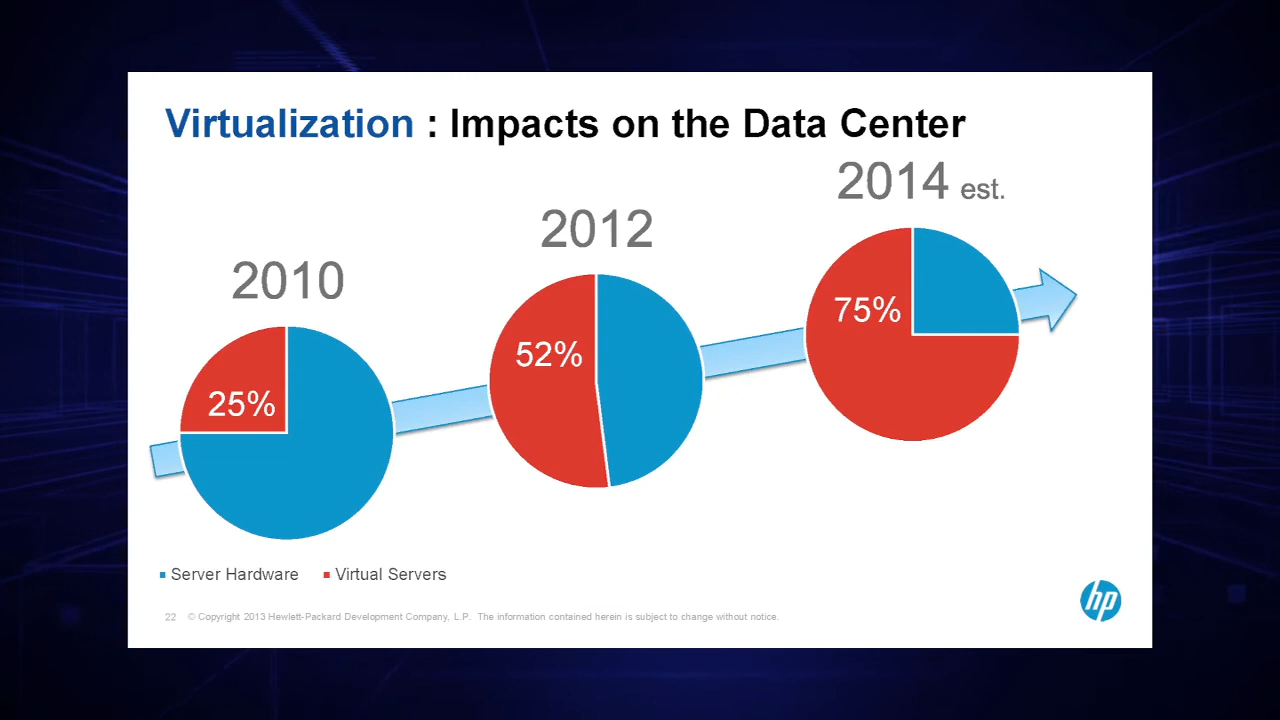 Virtualization : Impacts on the Data Center
2010
2012
2014 est.
25%
52%
75%
Server Hardware
Virtual Servers
22 © Copyright 2013 Hewlett-Packard Development Company, L.P. The information contained herein is subject to change without notice.
hp